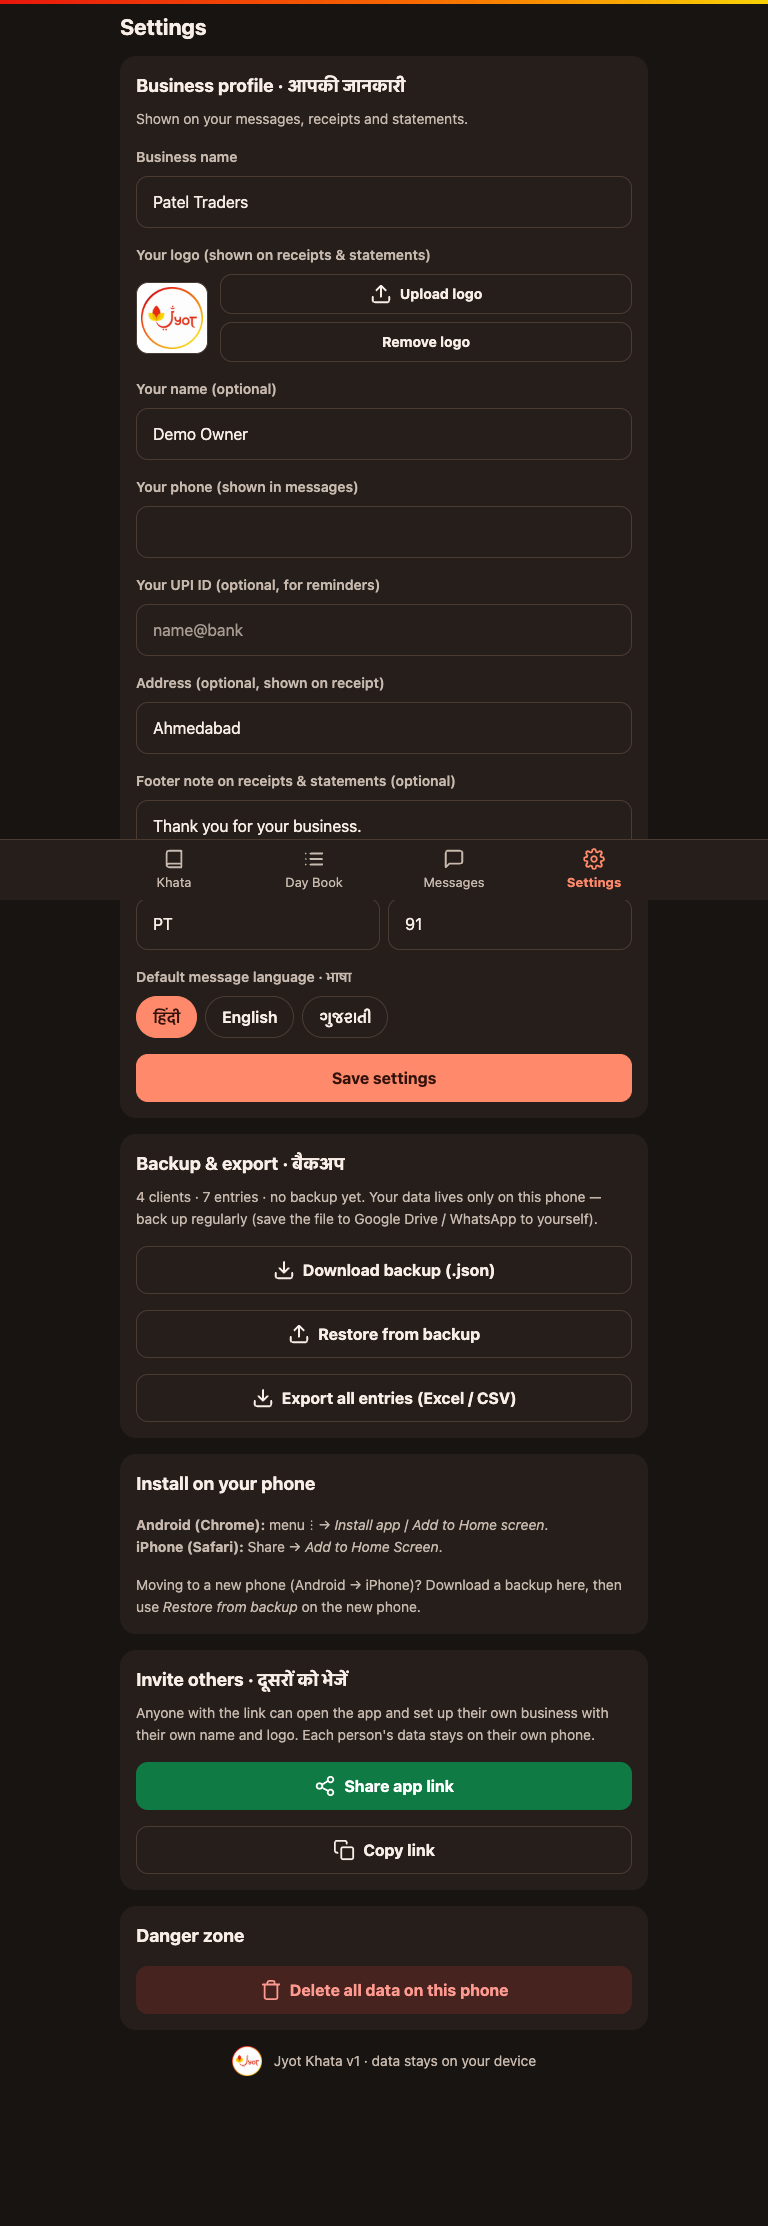 Settings
Business profile · आपकी जानकारी
Shown on your messages, receipts and statements.
Business name
Patel Traders
Your logo (shown on receipts & statements)
Jyot
Upload logo
Remove logo
Your name (optional)
Demo Owner
Your phone (shown in messages)
Your UPI ID (optional, for reminders)
name@bank
Address (optional, shown on receipt)
Ahmedabad
Footer note on receipts & statements (optional)
Thank you for your business.
Khata Day Book Messages Settings
PT 91
Default message language · भाषा
हिंदी English ગુજરાતી
Save settings
Backup & export · बैकअप
4 clients · 7 entries · no backup yet. Your data lives only on this phone —
back up regularly (save the file to Google Drive / WhatsApp to yourself).
Download backup (.json)
Restore from backup
Export all entries (Excel / CSV)
Install on your phone
Android (Chrome): menu ⋮ → Install app / Add to Home screen.
iPhone (Safari): Share → Add to Home Screen.
Moving to a new phone (Android → iPhone)? Download a backup here, then
use Restore from backup on the new phone.
Invite others · दूसरों को भेजें
Anyone with the link can open the app and set up their own business with
their own name and logo. Each person's data stays on their own phone.
Share app link
Copy link
Danger zone
Delete all data on this phone
Jyot Jyot Khata v1 · data stays on your device